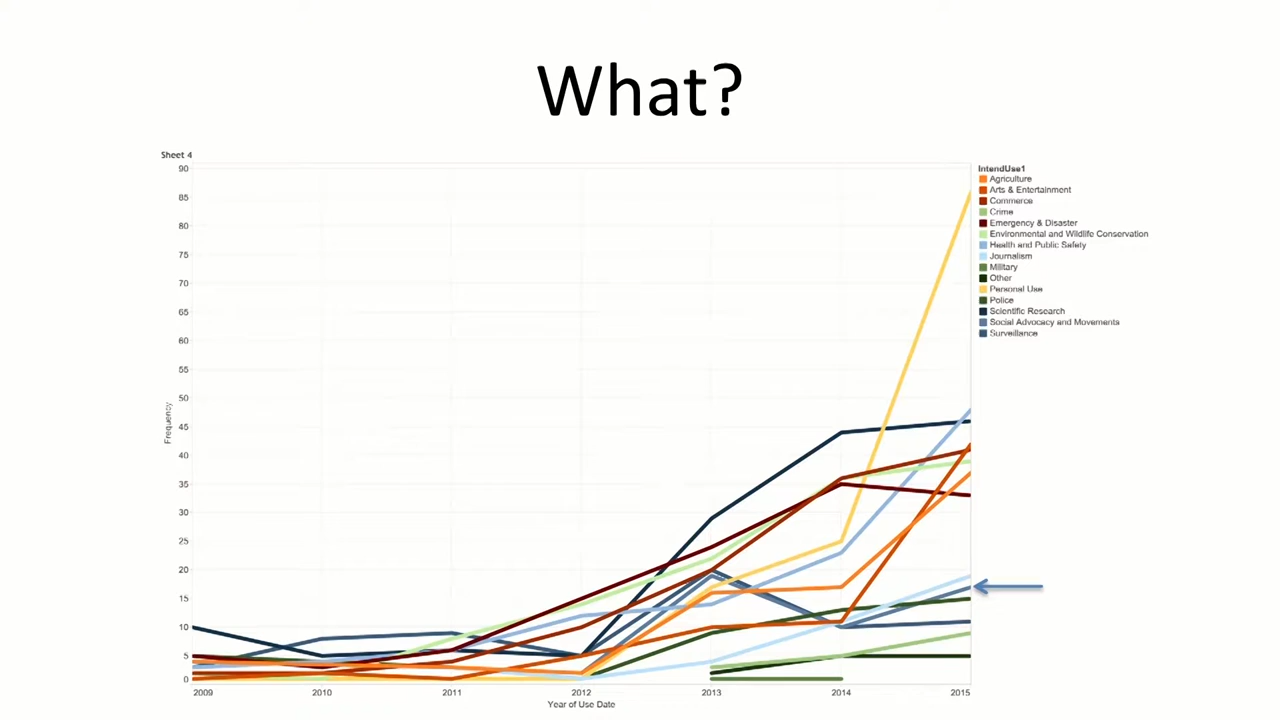 What?
Sheet 4
90
85
80
75
70
65
60
55
50
45
40
35
30
25
20
15
10
5
0
Frequency
2009 2010 2011 2012 2013 2014 2015
Year of Use Date
IntendUse1
Agriculture
Arts & Entertainment
Commerce
Crime
Emergency & Disaster
Environmental and Wildlife Conservation
Health and Public Safety
Journalism
Military
Other
Personal Use
Police
Scientific Research
Social Advocacy and Movements
Surveillance